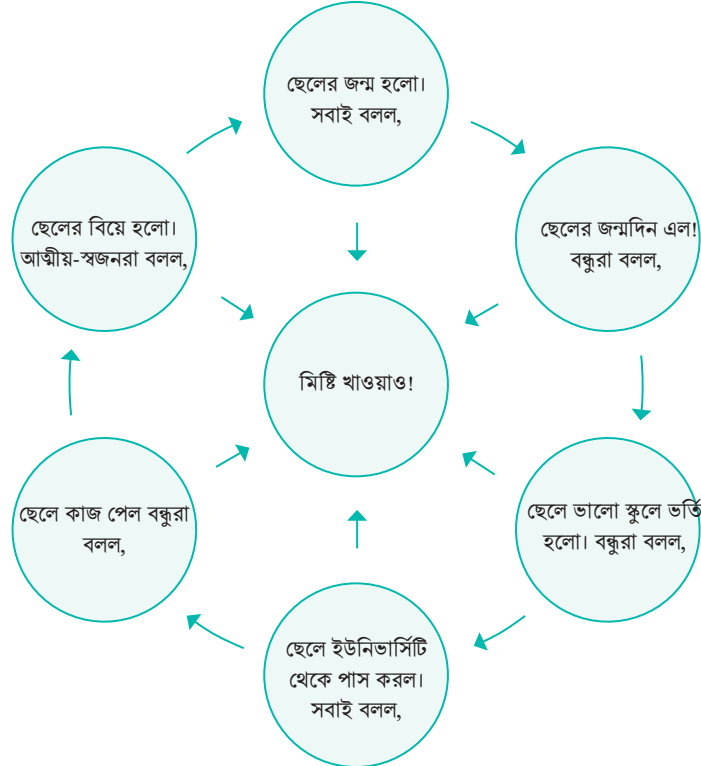 ছেলের জন্ম হলো।
সবাই বলল,
ছেলের জন্মদিন এল!
বন্ধুরা বলল,
ছেলে ভালো স্কুলে ভর্তি
হলো। বন্ধুরা বলল,
ছেলে ইউনিভার্সিটি
থেকে পাস করল।
সবাই বলল,
ছেলে কাজ পেল বন্ধুরা
বলল,
ছেলের বিয়ে হলো।
আত্মীয়-স্বজনরা বলল,
মিষ্টি খাওয়াও!